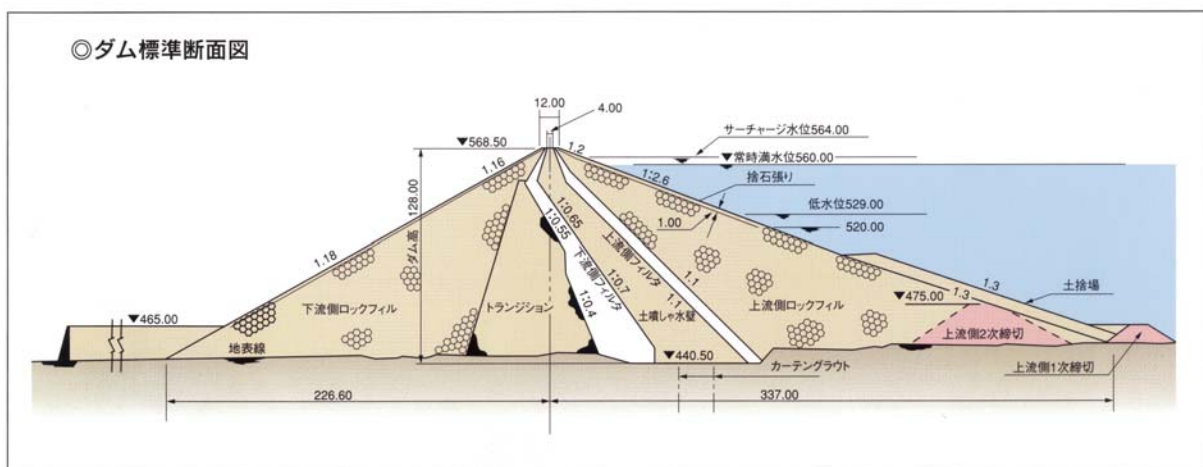 ◎ダム標準断面図
12.00
4.00
サーチャージ水位564.00
▼568.50
1.2
▼常時満水位560.00
1.16
1:2.6
捨石張り
低水位529.00
ダム高 128.00
1:0.65
1.00
520.00
1:0.55
上流側フィルタ
1.18
下流側フィルタ
1:0.7
1.1
1.3
土捨場
下流側ロックフィル
トランジション
1:0.4
1.1
土噴しゃ水壁
上流側ロックフィル
▼475.00
1.3
▼465.00
上流側2次締切
地表線
▼440.50
カーテングラウト
上流側1次締切
226.60
337.00